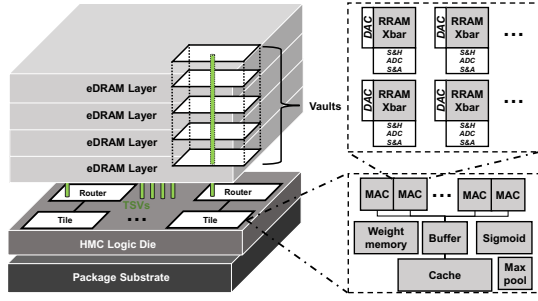 eDRAM Layer
eDRAM Layer
eDRAM Layer
eDRAM Layer
Vaults
Router
Router
TSVs
Tile
...
Tile
HMC Logic Die
Package Substrate
DAC
RRAM
Xbar
S&H
ADC
S&A
DAC
RRAM
Xbar
S&H
ADC
S&A
...
DAC
RRAM
Xbar
S&H
ADC
S&A
DAC
RRAM
Xbar
S&H
ADC
S&A
...
MAC MAC ... MAC MAC
Weight
memory
Buffer
Sigmoid
Cache
Max
pool